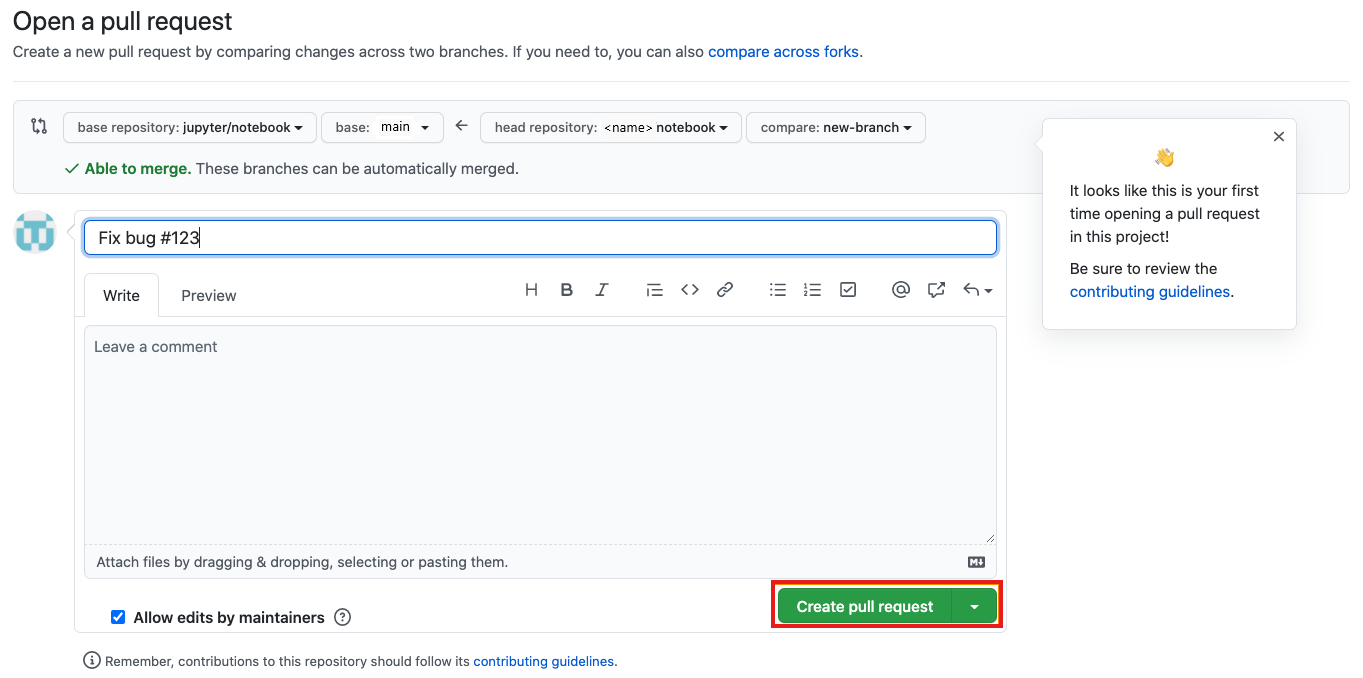 Open a pull request
Create a new pull request by comparing changes across two branches. If you need to, you can also compare across forks.
base repository: jupyter/notebook base: main head repository: <name> notebook compare: new-branch
Able to merge. These branches can be automatically merged.
It looks like this is your first
time opening a pull request
in this project!
Be sure to review the
contributing guidelines.
Fix bug #123
Write Preview
Leave a comment
Attach files by dragging & dropping, selecting or pasting them.
Allow edits by maintainers
Create pull request
Remember, contributions to this repository should follow its contributing guidelines.